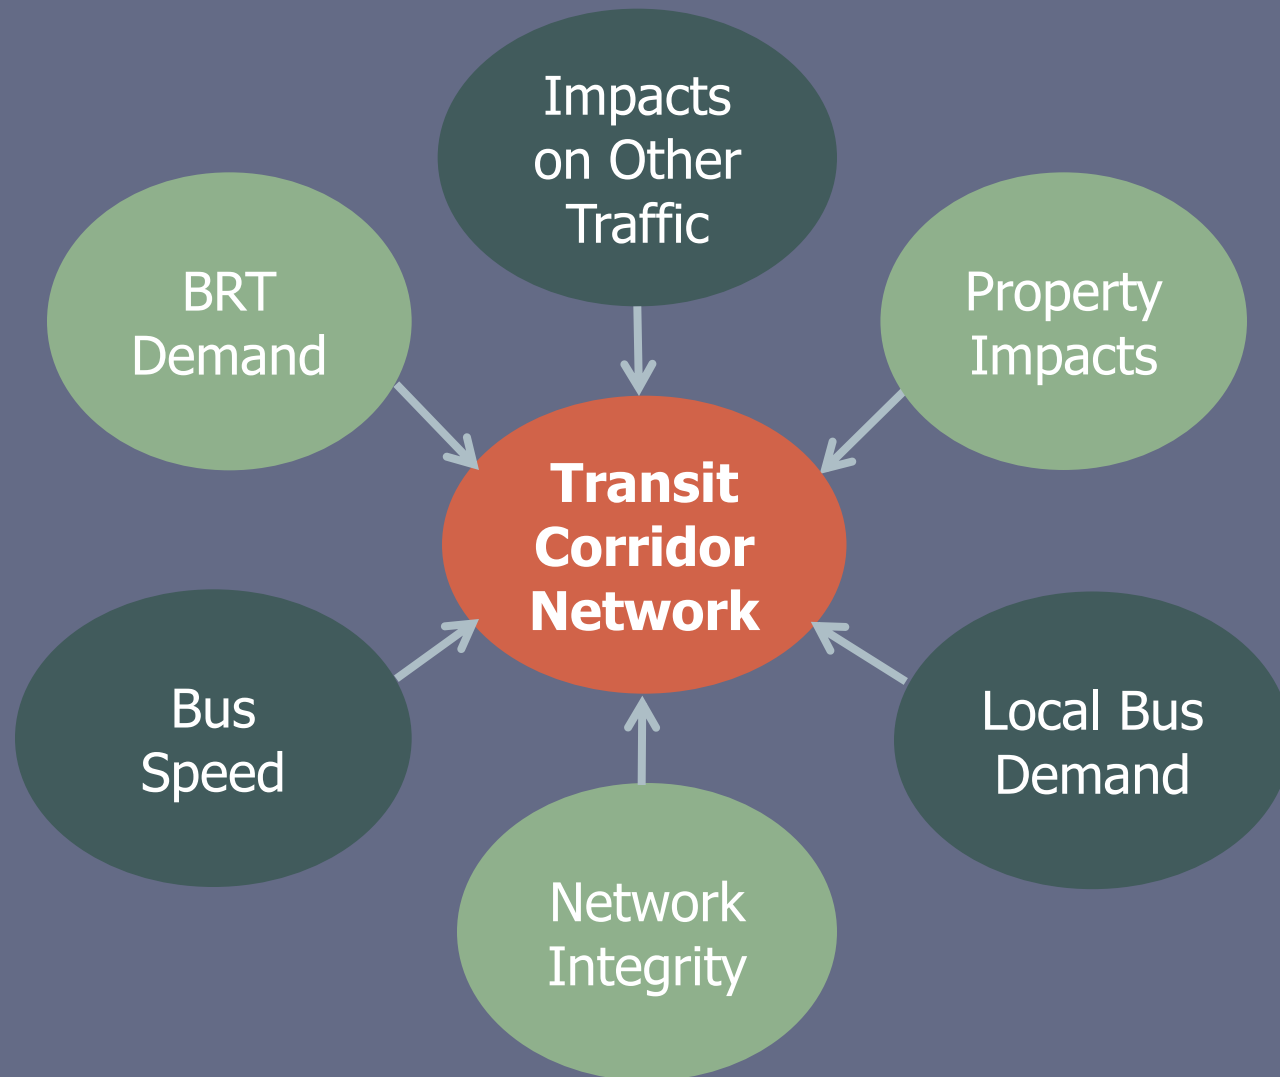 Impacts
on Other
Traffic
BRT
Demand
Property
Impacts
Transit
Corridor
Network
Bus
Speed
Local Bus
Demand
Network
Integrity